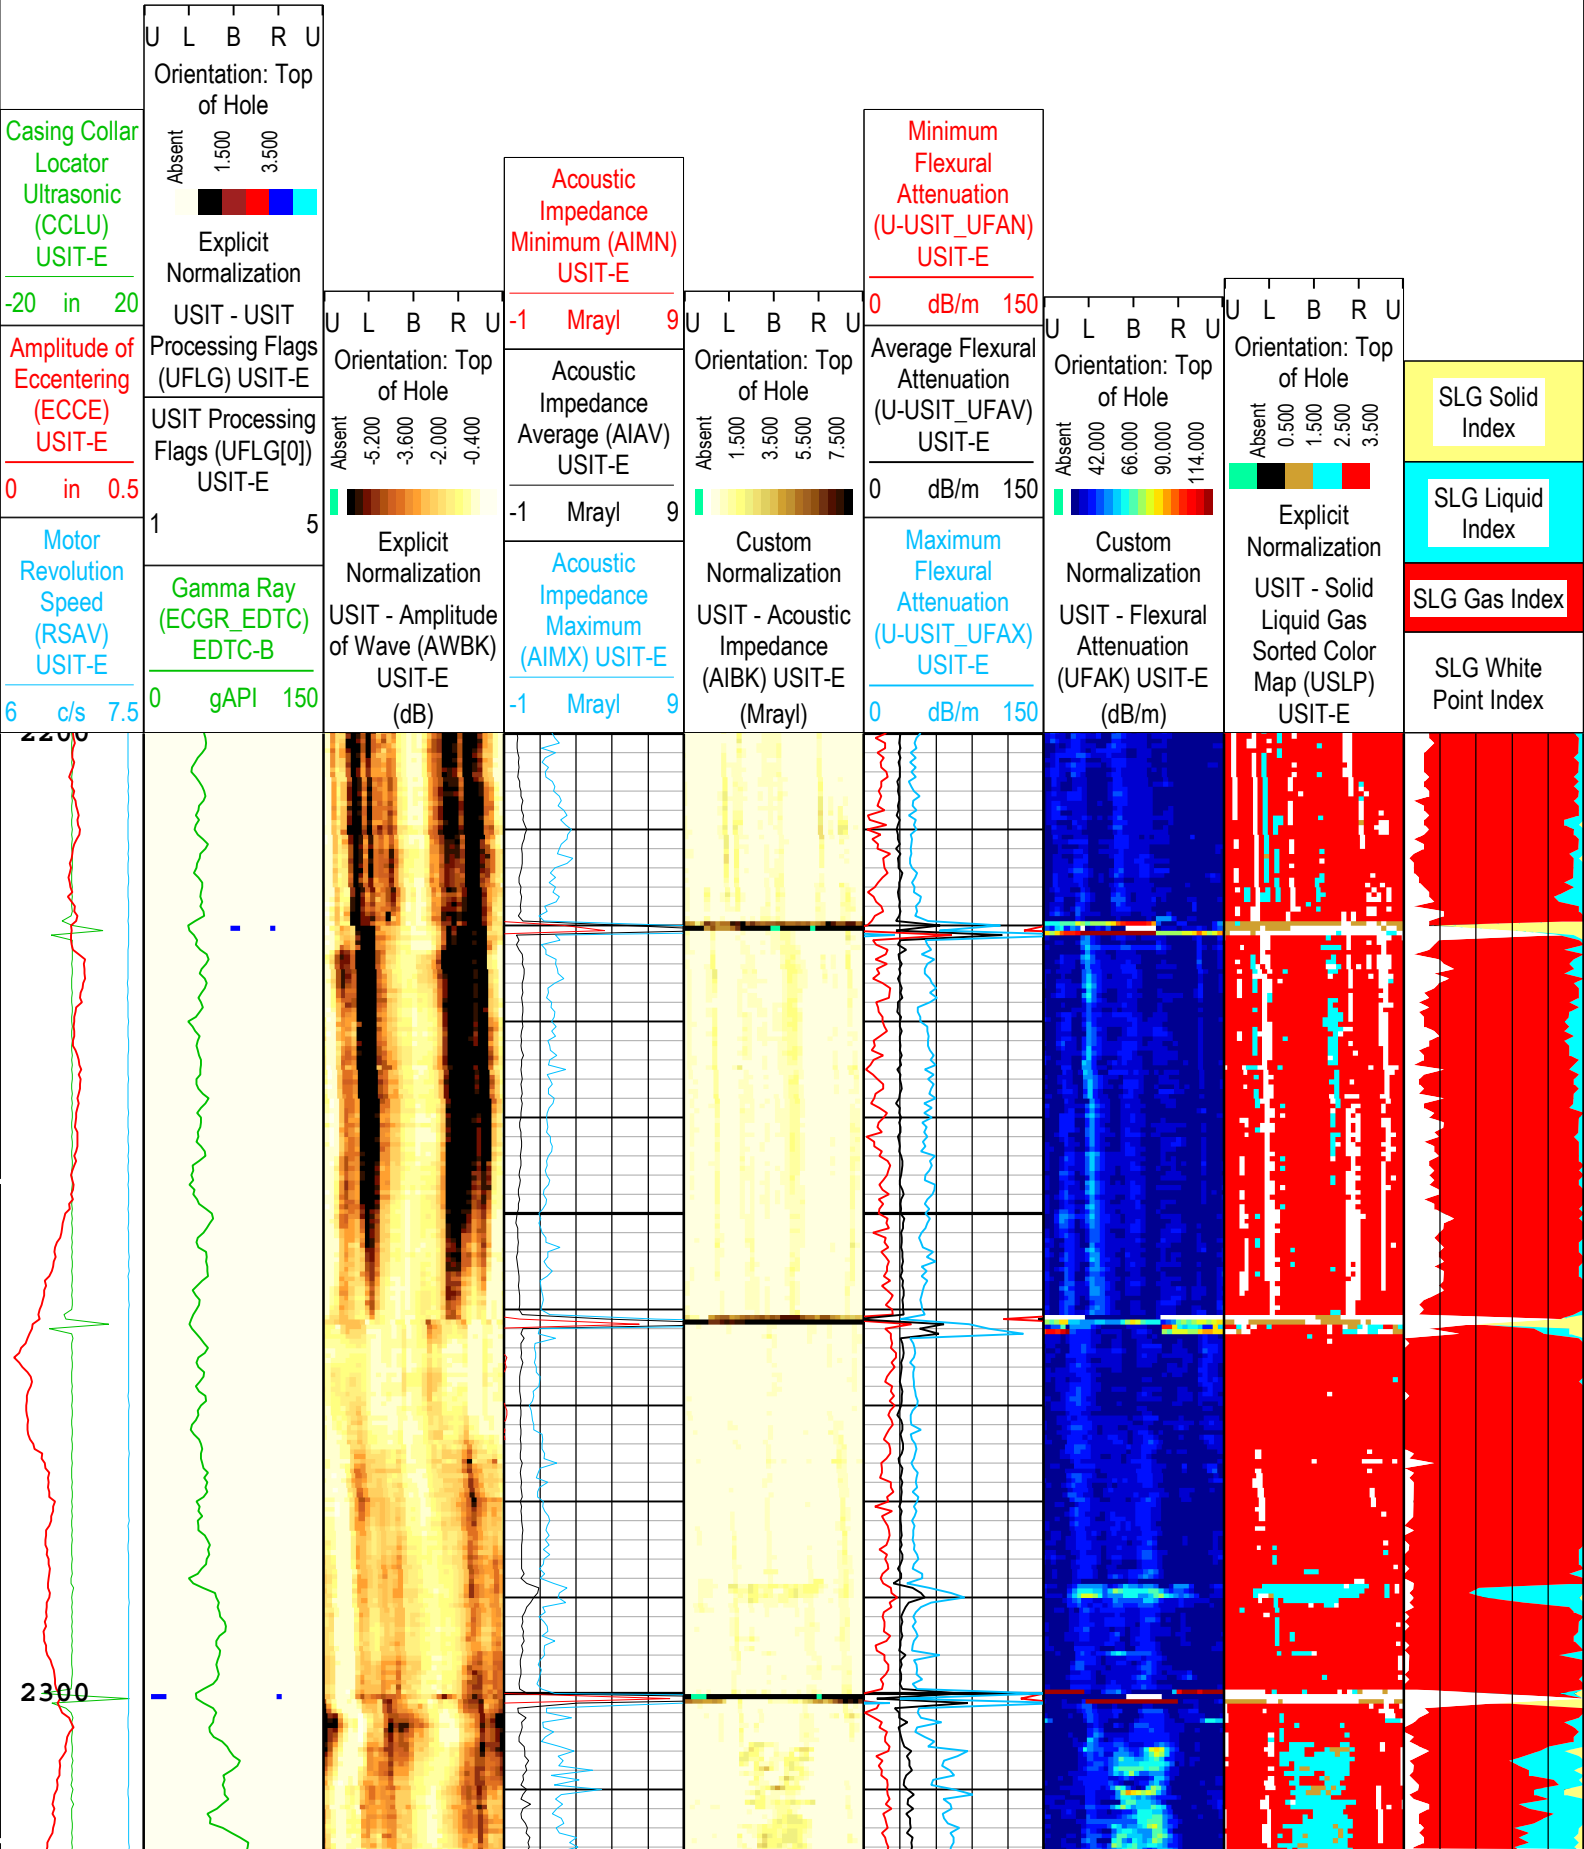 Casing Collar
Locator
Ultrasonic
(CCLU)
USIT-E
-20 in 20
Amplitude of
Eccentering
(ECCE)
USIT-E
0 in 0.5
Motor
Revolution
Speed
(RSAV)
USIT-E
6 c/s 7.5
U L B R U
Orientation: Top
of Hole
Absent 1.500 3.500
Explicit
Normalization
USIT - USIT
Processing Flags
(UFLG) USIT-E
USIT Processing
Flags (UFLG[0])
USIT-E
1 5
Gamma Ray
(ECGR_EDTC)
EDTC-B
0 gAPI 150
U L B R U
Orientation: Top
of Hole
Absent -5.200 -3.600 -2.000 -0.400
Explicit
Normalization
USIT - Amplitude
of Wave (AWBK)
USIT-E
(dB)
Acoustic
Impedance
Minimum (AIMN)
USIT-E
-1 Mrayl 9
Acoustic
Impedance
Average (AIAV)
USIT-E
-1 Mrayl 9
Acoustic
Impedance
Maximum
(AIMX) USIT-E
-1 Mrayl 9
U L B R U
Orientation: Top
of Hole
Absent 1.500 3.500 5.500 7.500
Custom
Normalization
USIT - Acoustic
Impedance
(AIBK) USIT-E
(Mrayl)
Minimum
Flexural
Attenuation
(U-USIT_UFAN)
USIT-E
0 dB/m 150
Average Flexural
Attenuation
(U-USIT_UFAV)
USIT-E
0 dB/m 150
Maximum
Flexural
Attenuation
(U-USIT_UFAX)
USIT-E
0 dB/m 150
U L B R U
Orientation: Top
of Hole
Absent 42.000 66.000 90.000 114.000
Custom
Normalization
USIT - Flexural
Attenuation
(UFAK) USIT-E
(dB/m)
U L B R U
Orientation: Top
of Hole
Absent 0.500 1.500 2.500 3.500
Explicit
Normalization
USIT - Solid
Liquid Gas
Sorted Color
Map (USLP)
USIT-E
SLG Solid
Index
SLG Liquid
Index
SLG Gas Index
SLG White
Point Index
2200
2300